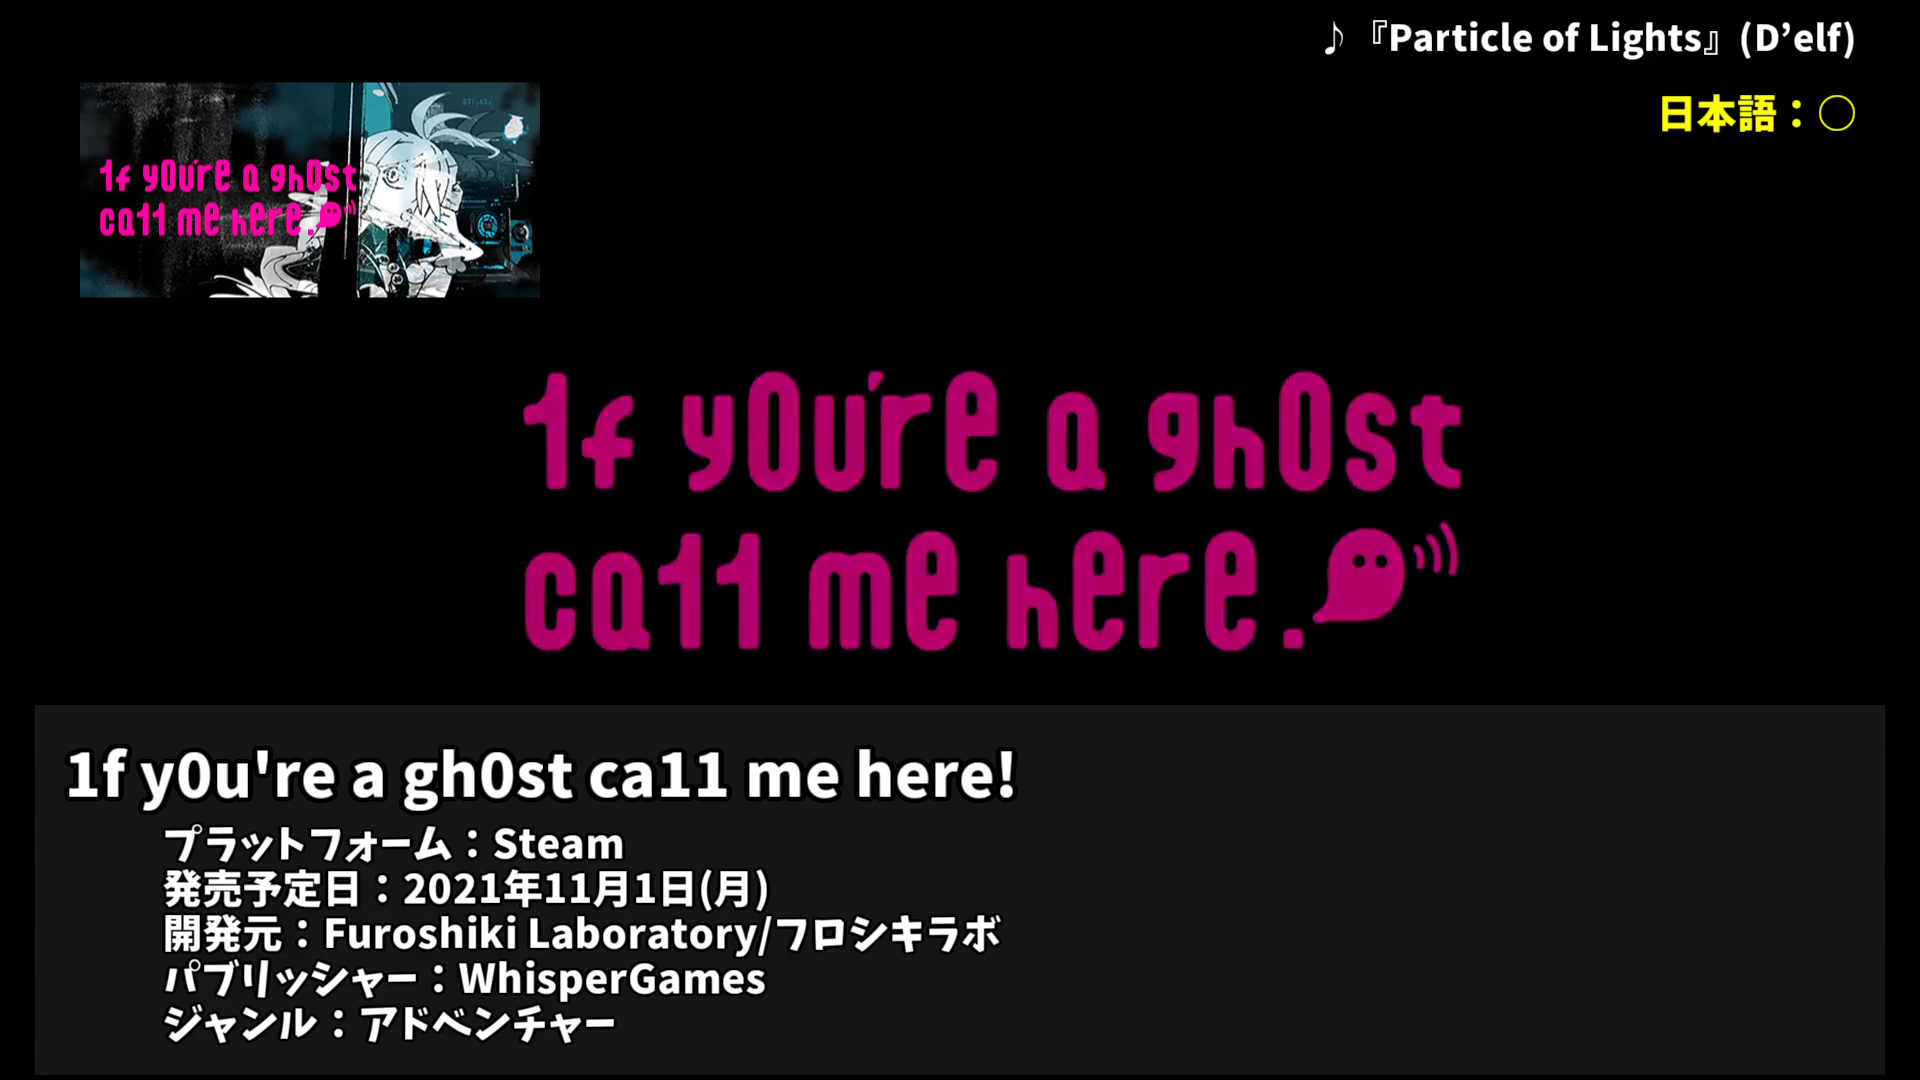 ♪『Particle of Lights』(D’elf)
日本語：○
1f y0u're a gh0st
ca11 me here.
1f y0u're a gh0st
ca11 me here.
1f y0u're a gh0st ca11 me here!
プラットフォーム：Steam
発売予定日：2021年11月1日(月)
開発元：Furoshiki Laboratory/フロシキラボ
パブリッシャー：WhisperGames
ジャンル：アドベンチャー